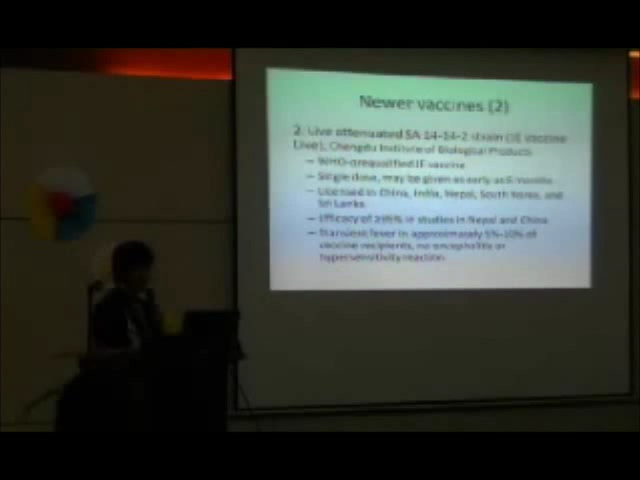 Newer vaccines (2)
2. Live attenuated SA 14-14-2 strain (JE vaccine
Live), Chengdu Institute of Biological Products
– WHO-prequalified JE vaccine
– Single dose, may be given as early as 8 months
– Licensed in China, India, Nepal, South Korea, and
Sri Lanka
– Efficacy of ≥95% in studies in Nepal and China
– Transient fever in approximately 5%-10% of
vaccine recipients, no encephalitis or
hypersensitivity reaction